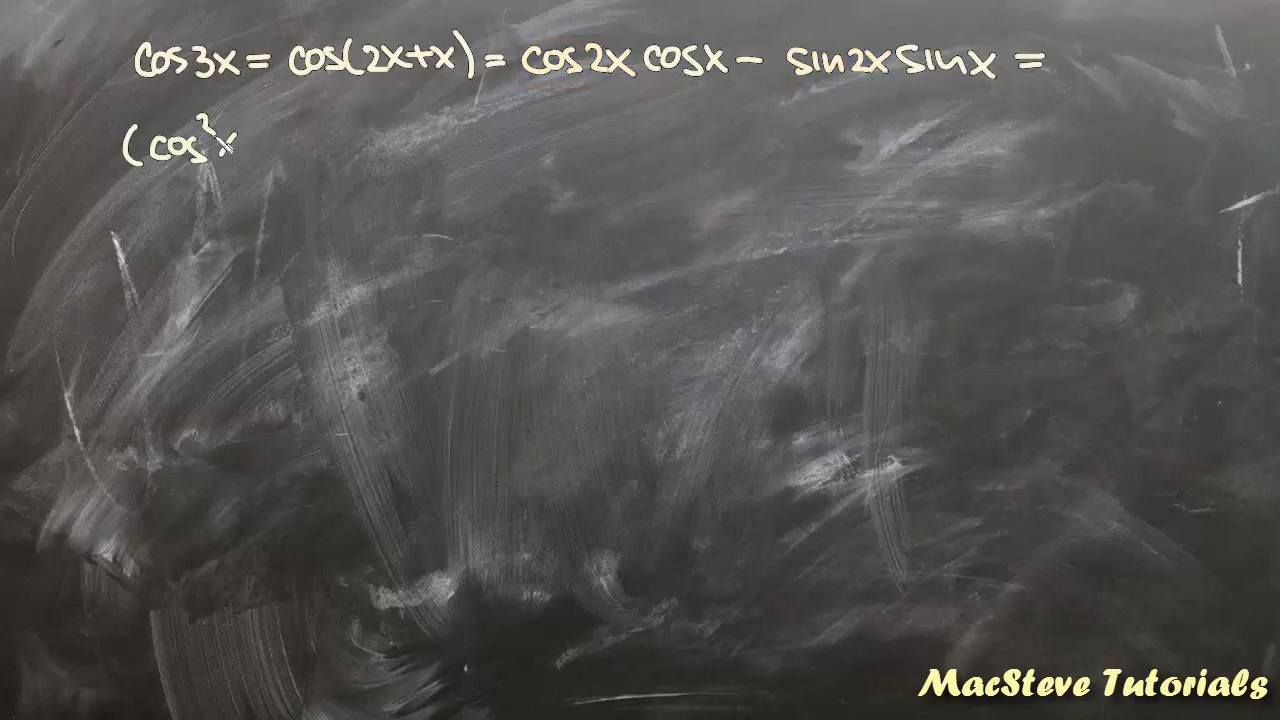 cos3x = cos(2x+x) = cos2x cosx - sin2x sinx =
(cos²x
MacSteve Tutorials